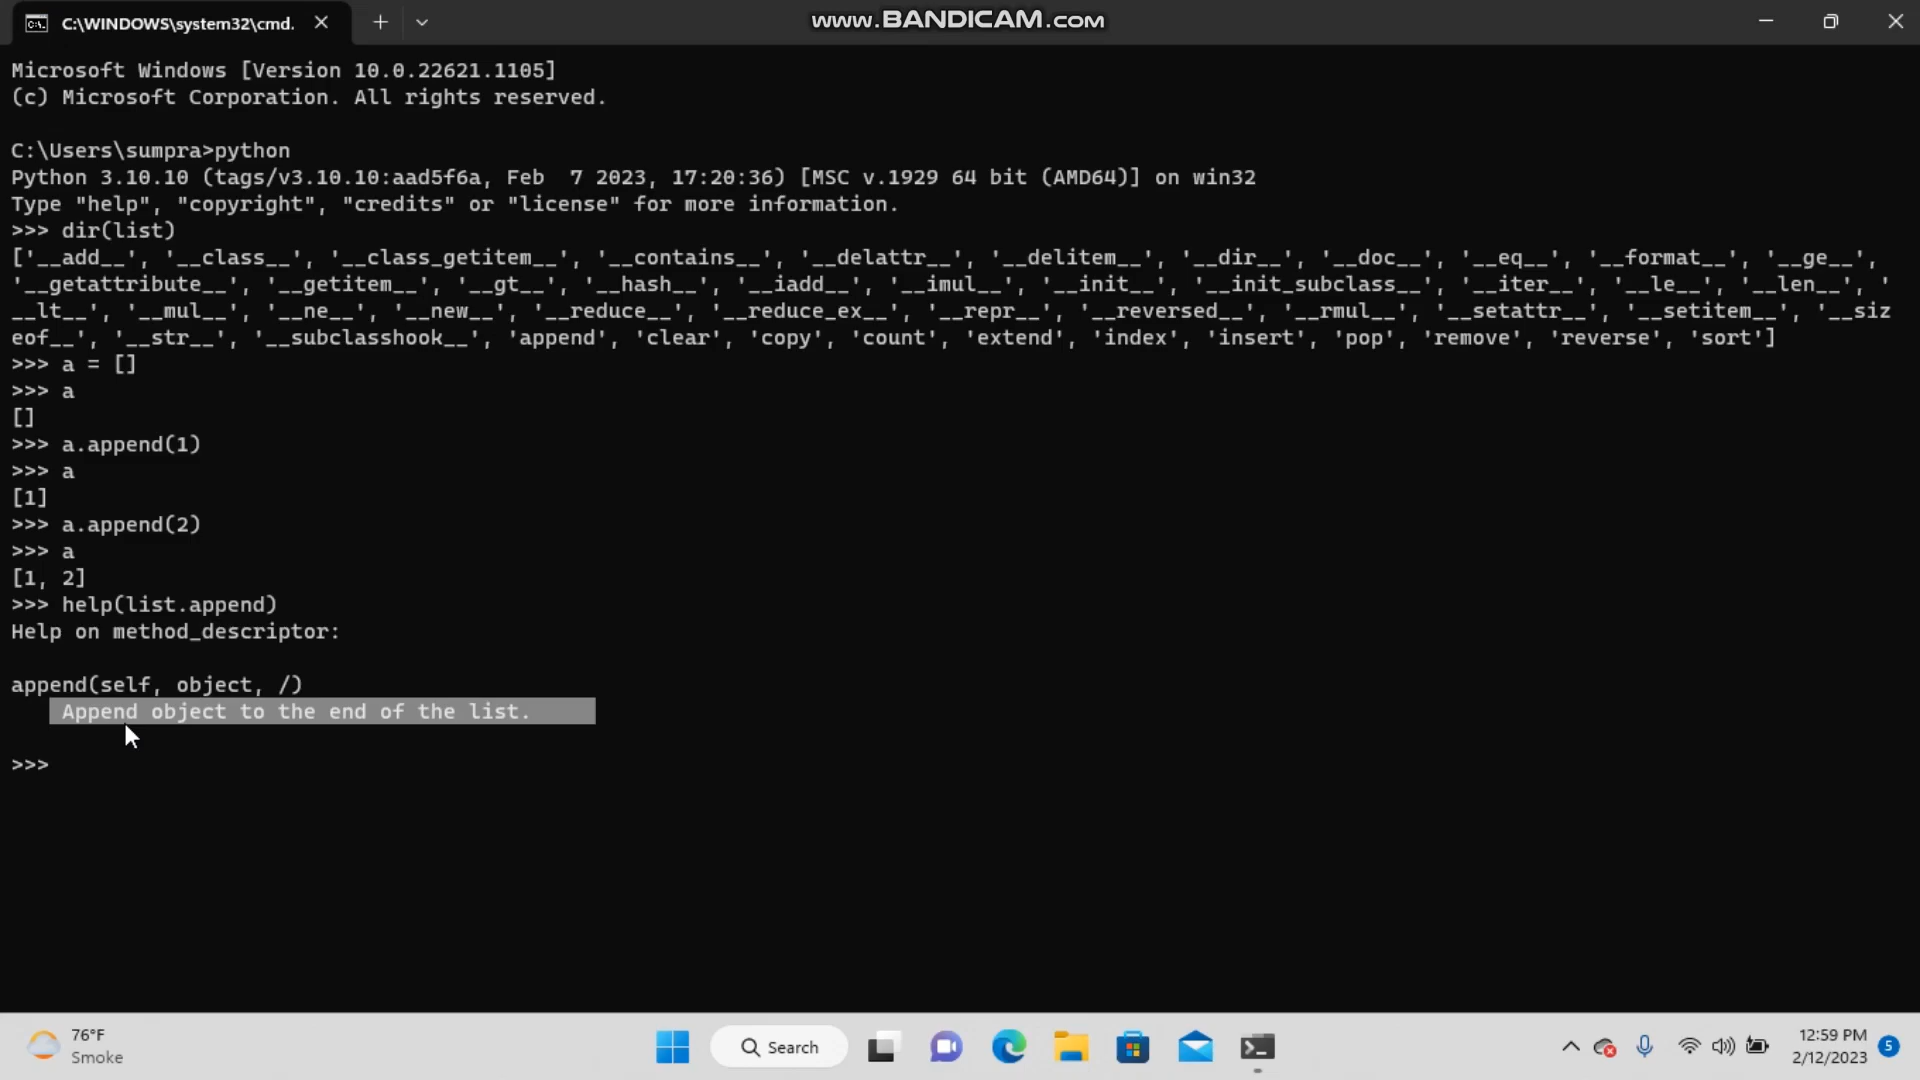 C:\WINDOWS\system32\cmd.
www.BANDICAM.com
Microsoft Windows [Version 10.0.22621.1105]
(c) Microsoft Corporation. All rights reserved.
C:\Users\sumpra>python
Python 3.10.10 (tags/v3.10.10:aad5f6a, Feb  7 2023, 17:20:36) [MSC v.1929 64 bit (AMD64)] on win32
Type "help", "copyright", "credits" or "license" for more information.
>>> dir(list)
['__add__', '__class__', '__class_getitem__', '__contains__', '__delattr__', '__delitem__', '__dir__', '__doc__', '__eq__', '__format__', '__ge__',
'__getattribute__', '__getitem__', '__gt__', '__hash__', '__iadd__', '__imul__', '__init__', '__init_subclass__', '__iter__', '__le__', '__len__', '
__lt__', '__mul__', '__ne__', '__new__', '__reduce__', '__reduce_ex__', '__repr__', '__reversed__', '__rmul__', '__setattr__', '__setitem__', '__siz
eof__', '__str__', '__subclasshook__', 'append', 'clear', 'copy', 'count', 'extend', 'index', 'insert', 'pop', 'remove', 'reverse', 'sort']
>>> a = []
>>> a
[]
>>> a.append(1)
>>> a
[1]
>>> a.append(2)
>>> a
[1, 2]
>>> help(list.append)
Help on method_descriptor:
append(self, object, /)
    Append object to the end of the list.
>>>
76°F
Smoke
Search
12:59 PM
2/12/2023
5